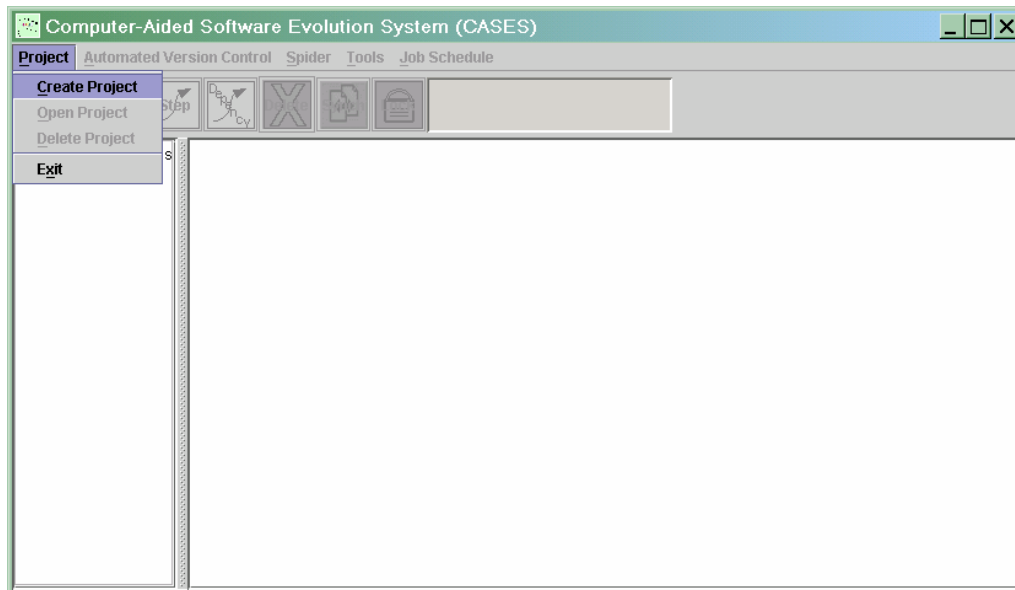 Computer-Aided Software Evolution System (CASES)
Project Automated Version Control Spider Tools Job Schedule
Create Project
Open Project
Delete Project
Exit
Step
Depndncy
s